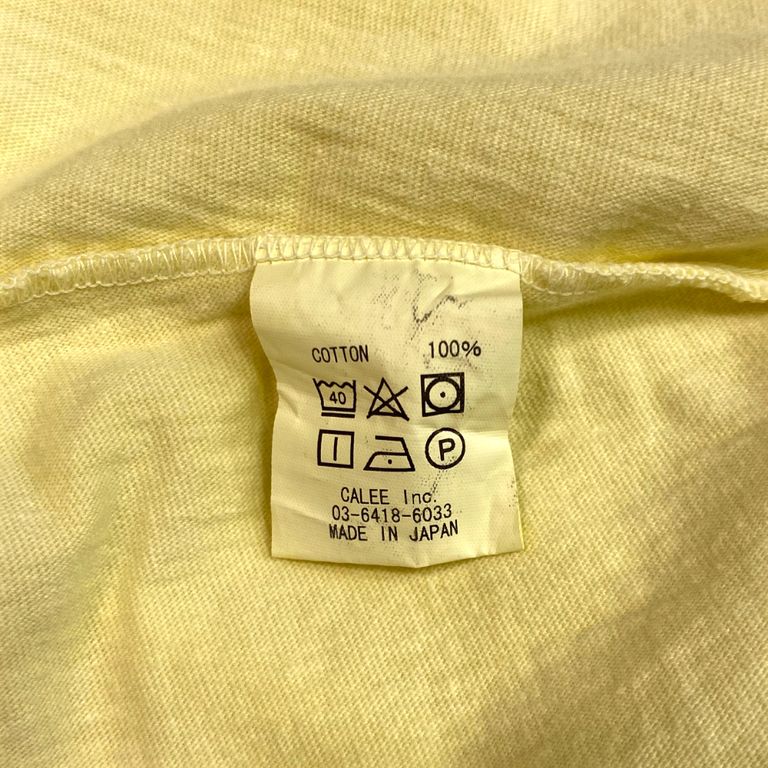 COTTON 100%
40
P
CALEE Inc.
03-6418-6033
MADE IN JAPAN